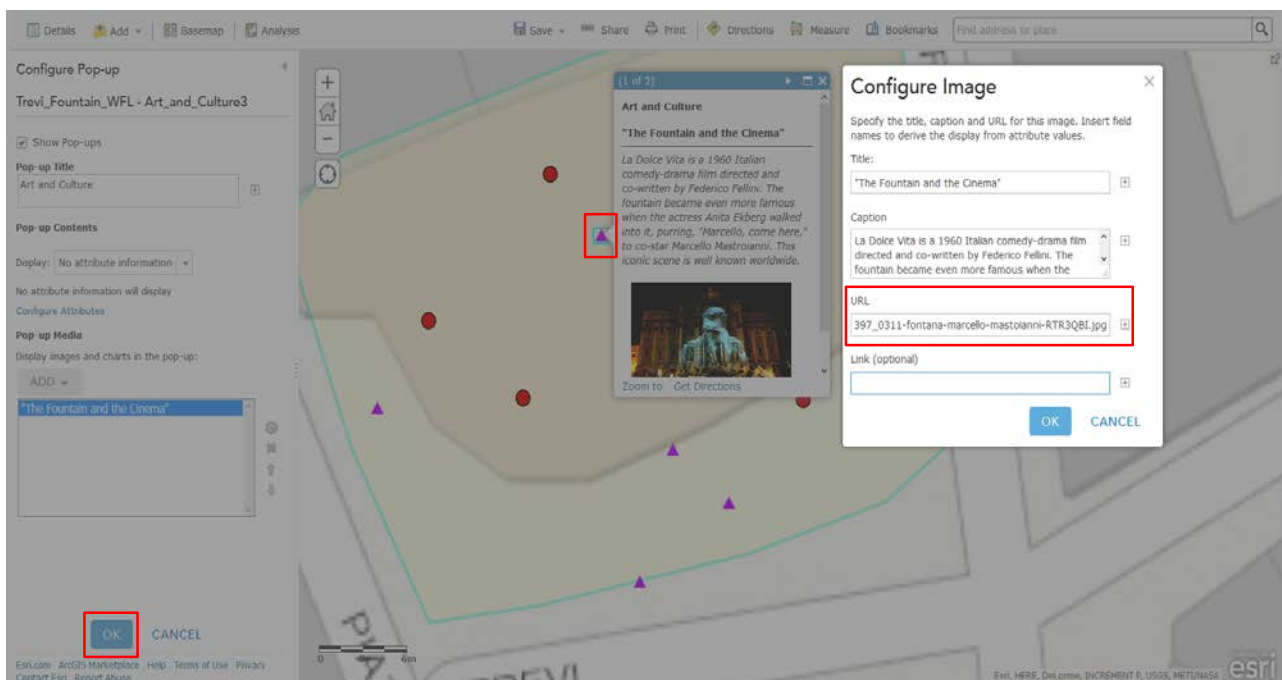 Details Add Basemap Analysis Save Share Print Directions Measure Bookmarks Find address or place
Configure Pop-up
Trevi_Fountain_WFL - Art_and_Culture3
Show Pop-ups
Pop-up Title
Art and Culture
Pop-up Contents
Display: No attribute information
No attribute information will display
Configure Attributes
Pop-up Media
Display images and charts in the pop-up:
ADD
"The Fountain and the Cinema"
OK CANCEL
Esri.com ArcGIS Marketplace Help Terms of Use Privacy
Contact Esri Report Abuse
(1 of 2)
Art and Culture
"The Fountain and the Cinema"
La Dolce Vita is a 1960 Italian
comedy-drama film directed and
co-written by Federico Fellini. The
fountain became even more famous
when the actress Anita Ekberg walked
into it, purring, "Marcello, come here,"
to co-star Marcello Mastroianni. This
iconic scene is well known worldwide.
Zoom to Get Directions
Configure Image
Specify the title, caption and URL for this image. Insert field
names to derive the display from attribute values.
Title:
"The Fountain and the Cinema"
Caption
La Dolce Vita is a 1960 Italian comedy-drama film
directed and co-written by Federico Fellini. The
fountain became even more famous when the
URL
397_0311-fontana-marcello-mastoianni-RTR3QBI.jpg
Link (optional)
OK CANCEL
0 6m
TREVI
Esri, HERE, DeLorme, INCREMENT P, USGS, METI/NASA
esri